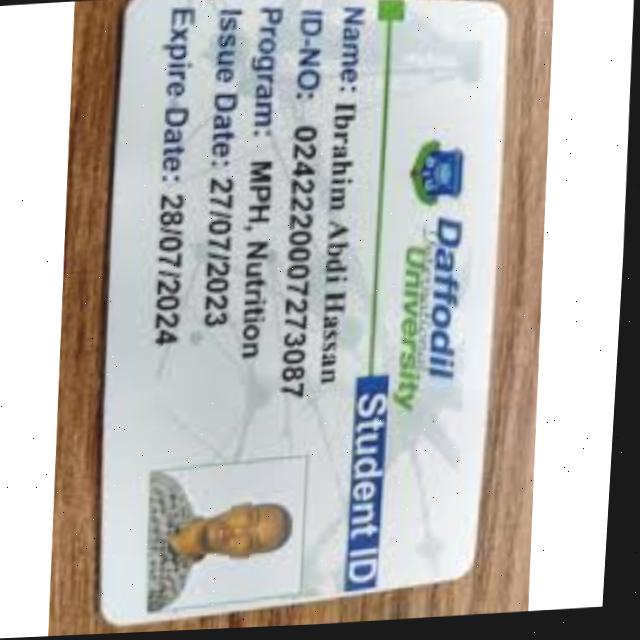 Daffodil
University
Student ID
Name: Ibrahim Abdi Hassan
ID-NO: 0242220007273087
Program: MPH, Nutrition
Issue Date: 27/07/2023
Expire Date: 28/07/2024